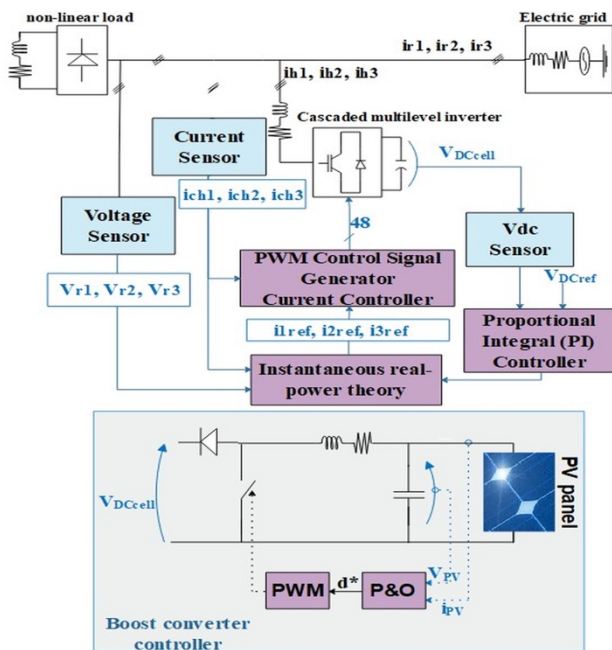 non-linear load
Electric grid
ir1, ir2, ir3
ih1, ih2, ih3
Cascaded multilevel inverter
Current
Sensor
VDCcell
ich1, ich2, ich3
Voltage
Sensor
48
Vdc
Sensor
PWM Control Signal
Generator
Current Controller
VDCref
Vr1, Vr2, Vr3
i1ref, i2ref, i3ref
Proportional
Integral (PI)
Controller
Instantaneous real-
power theory
VDCcell
PV panel
VPV
PWM
d*
P&O
iPV
Boost converter
controller